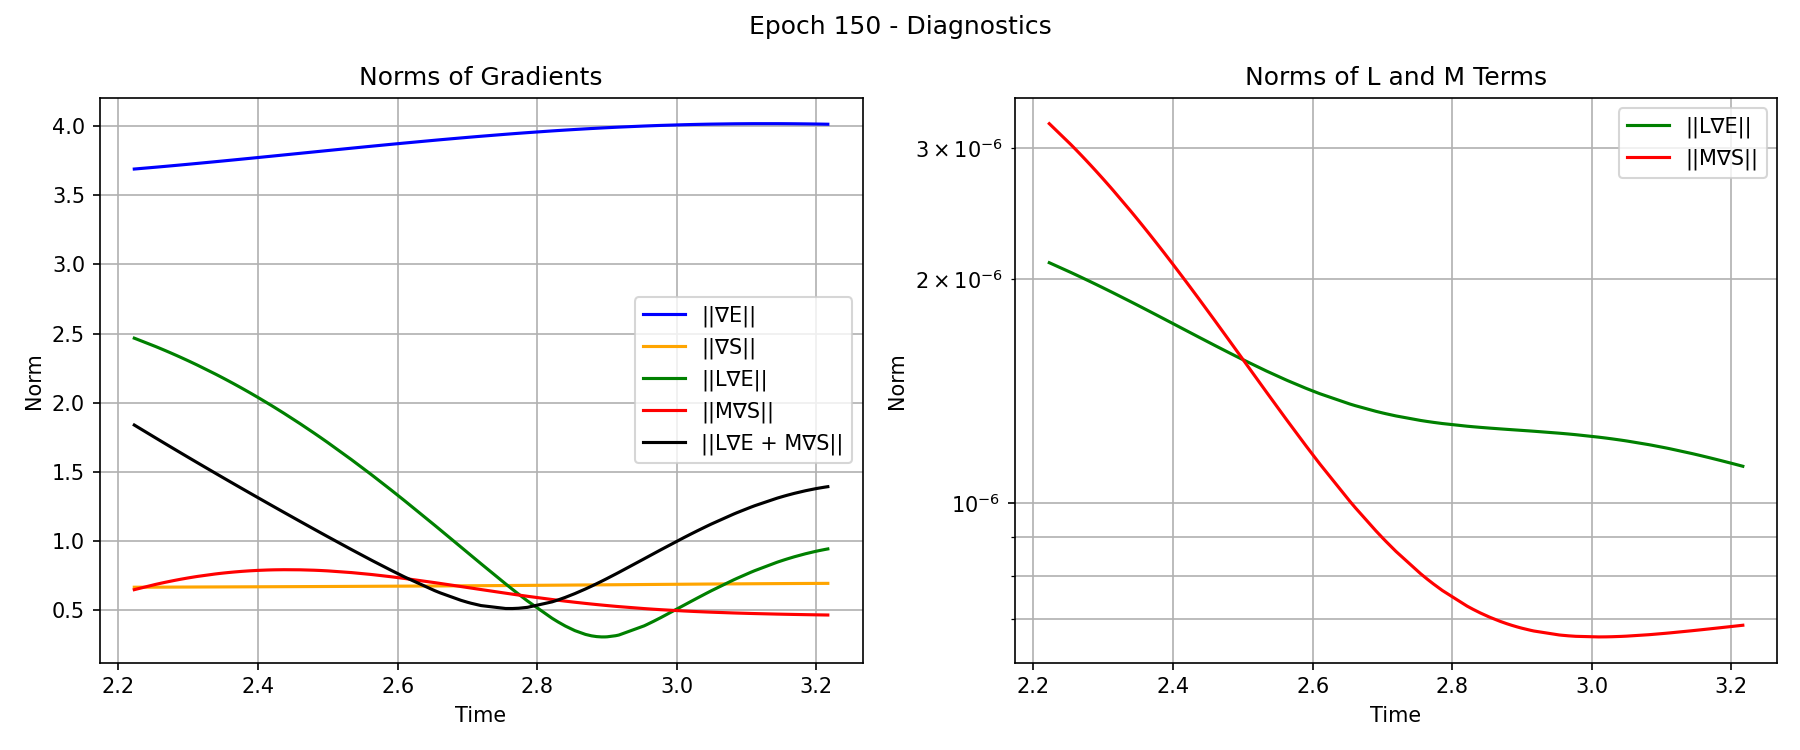 Epoch 150 - Diagnostics
Norms of Gradients
Norm
4.0
3.5
3.0
2.5
2.0
1.5
1.0
0.5
||∇E||
||∇S||
||L∇E||
||M∇S||
||L∇E + M∇S||
2.2 2.4 2.6 2.8 3.0 3.2
Time
Norms of L and M Terms
Norm
3 × 10⁻⁶
2 × 10⁻⁶
10⁻⁶
||L∇E||
||M∇S||
2.2 2.4 2.6 2.8 3.0 3.2
Time